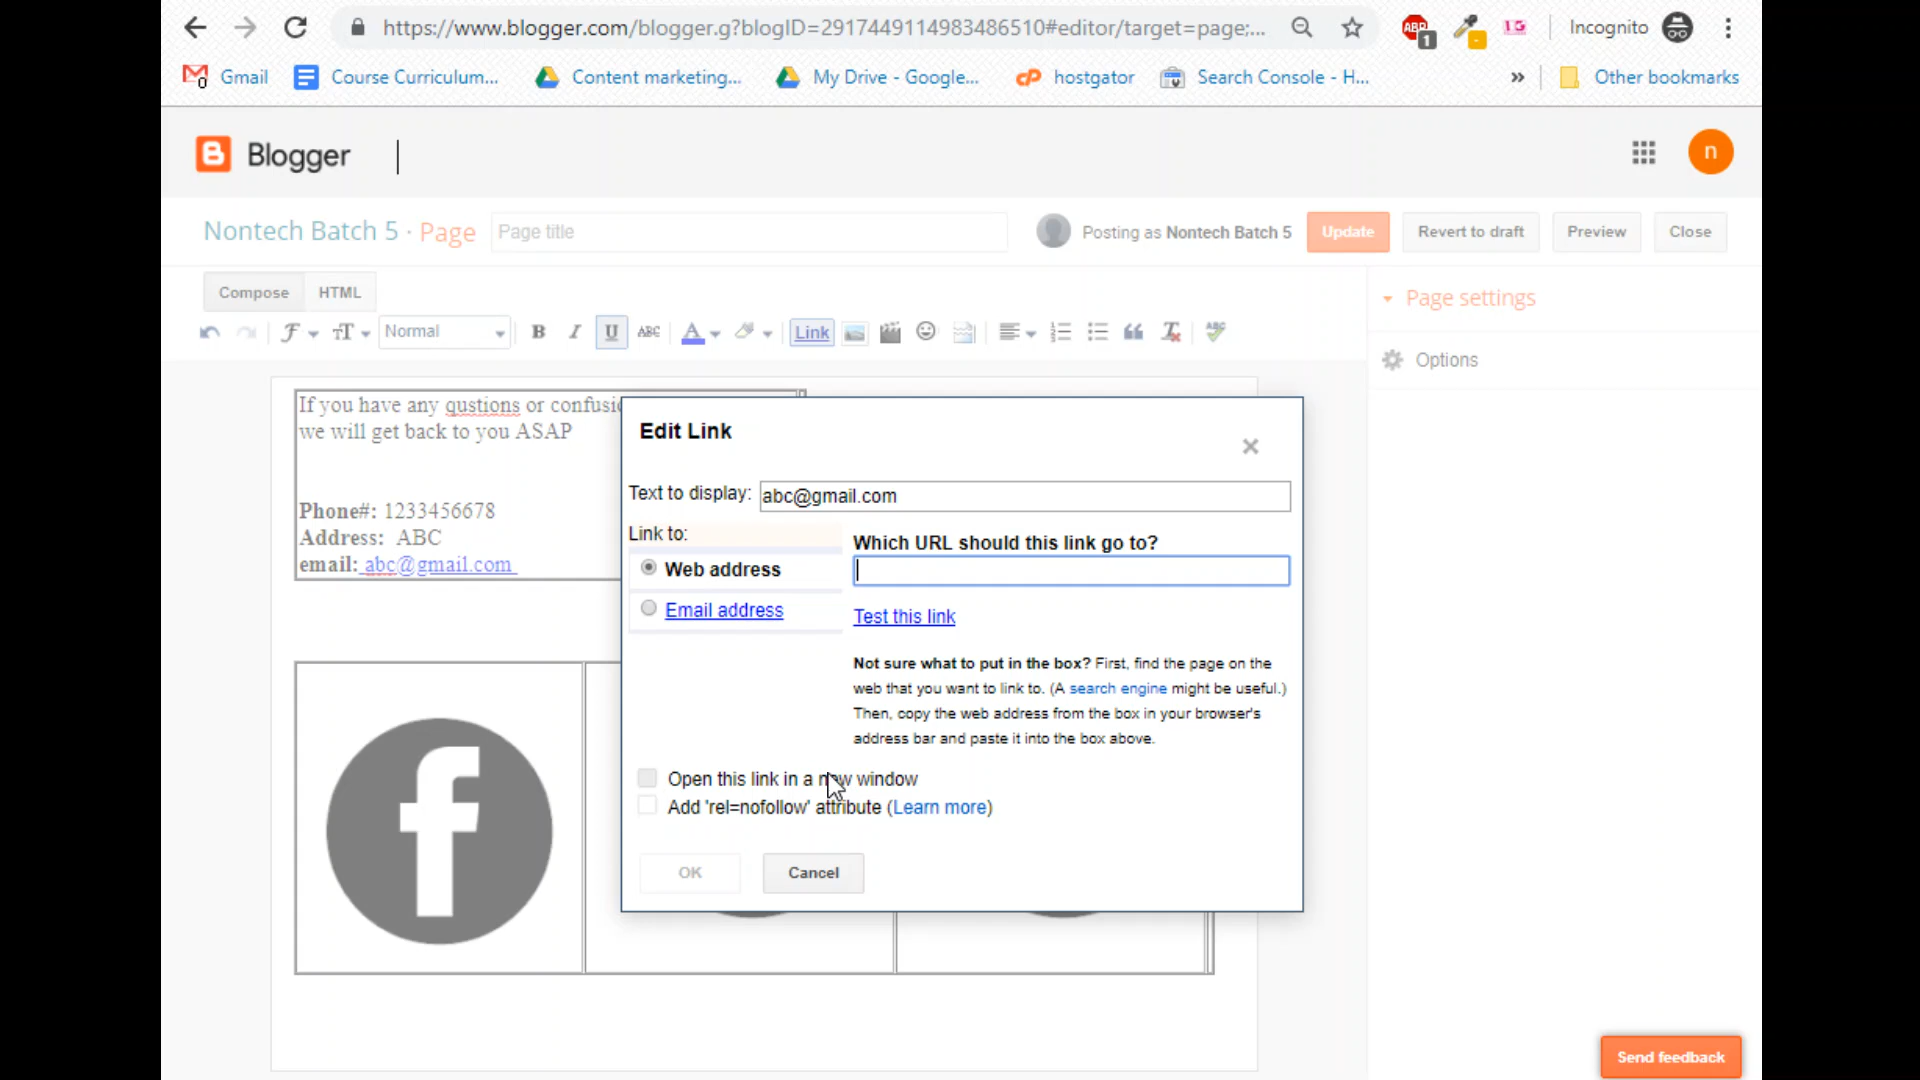 https://www.blogger.com/blogger.g?blogID=2917449114983486510#editor/target=page;...
ABP 1
LG
Incognito
Gmail
Course Curriculum...
Content marketing...
My Drive - Google...
cP hostgator
Search Console - H...
»
Other bookmarks
Blogger
n
Nontech Batch 5 · Page
Page title
Posting as Nontech Batch 5
Update
Revert to draft
Preview
Close
Compose
HTML
Normal
B I U ABC A
Link
Page settings
Options
If you have any qustions or
we will get back to you ASAP
Phone#: 1233456678
Address: ABC
email: abc@gmail.com
Edit Link
Text to display: abc@gmail.com
Link to:
Web address
Email address
Which URL should this link go to?
Test this link
Not sure what to put in the box? First, find the page on the
web that you want to link to. (A search engine might be useful.)
Then, copy the web address from the box in your browser's
address bar and paste it into the box above.
Open this link in a new window
Add 'rel=nofollow' attribute (Learn more)
OK
Cancel
f
Send feedback